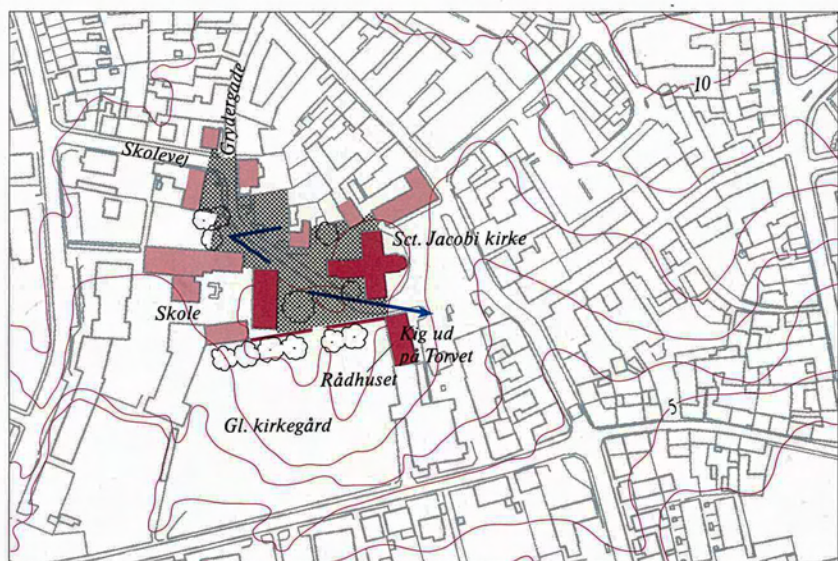 10
Grydergade
Skolevej
Sct. Jacobi kirke
Skole
Kig ud
på Torvet
Rådhuset
Gl. kirkegård
5